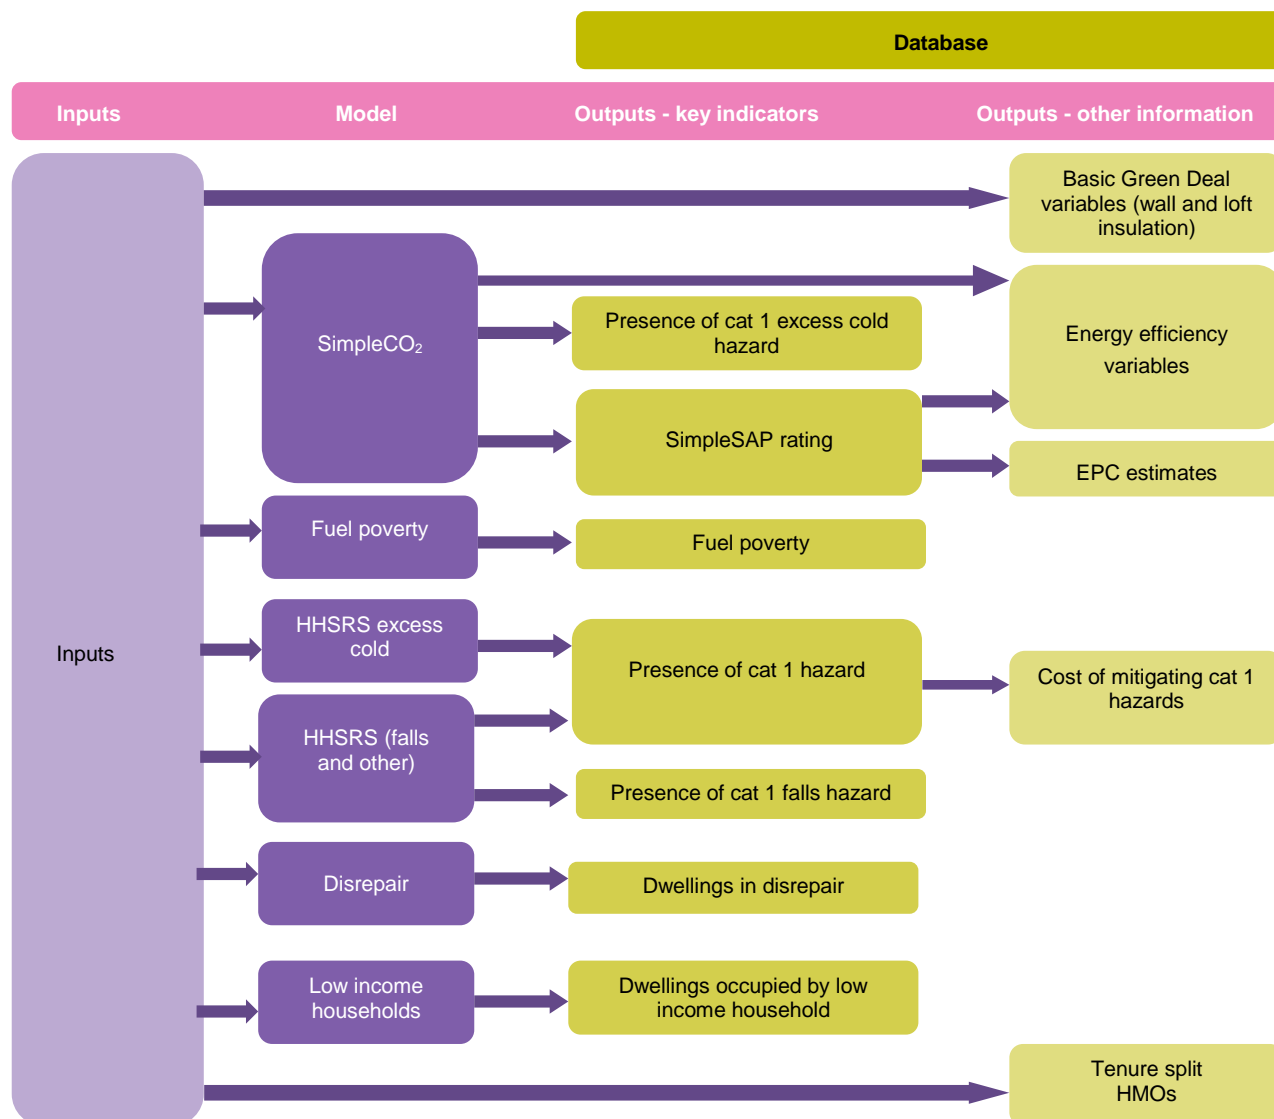 Database
Inputs
Model
Outputs - key indicators
Outputs - other information
Basic Green Deal
variables (wall and loft
insulation)
SimpleCO₂
Presence of cat 1 excess cold
hazard
Energy efficiency
variables
SimpleSAP rating
EPC estimates
Fuel poverty
Fuel poverty
Inputs
HHSRS excess
cold
Presence of cat 1 hazard
Cost of mitigating cat 1
hazards
HHSRS (falls
and other)
Presence of cat 1 falls hazard
Disrepair
Dwellings in disrepair
Low income
households
Dwellings occupied by low
income household
Tenure split
HMOs